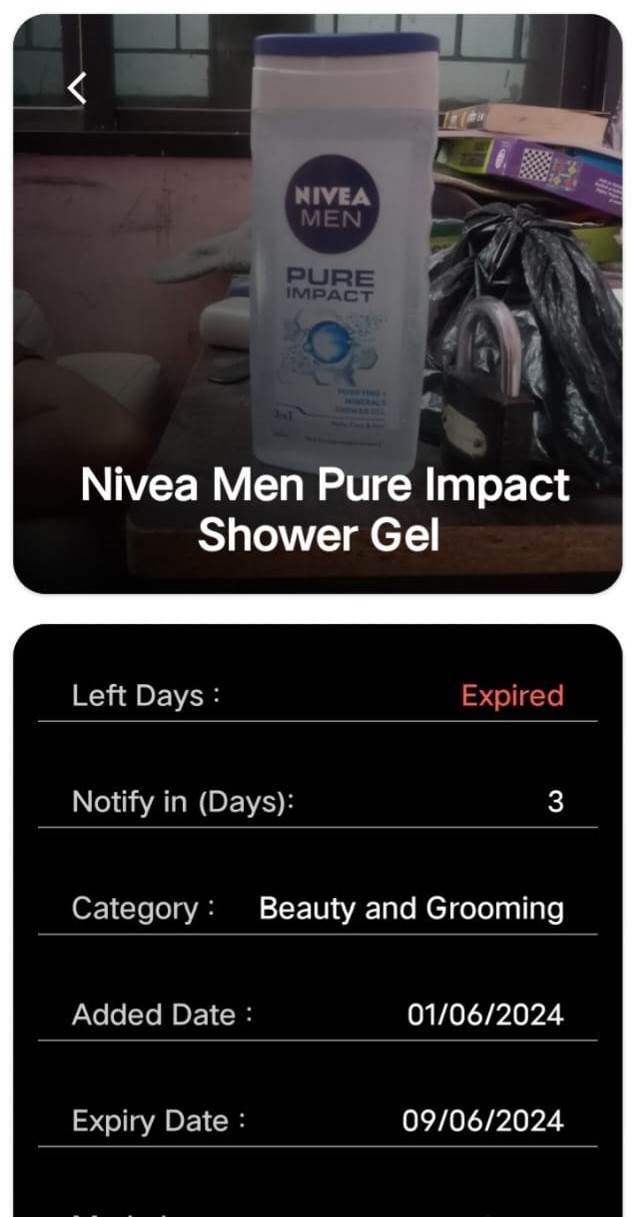 NIVEA
MEN
PURE
IMPACT
PURIFYING+
MINERALS
SHOWER GEL
3in1
Nivea Men Pure Impact
Shower Gel
Left Days :
Expired
Notify in (Days):
3
Category :
Beauty and Grooming
Added Date :
01/06/2024
Expiry Date :
09/06/2024